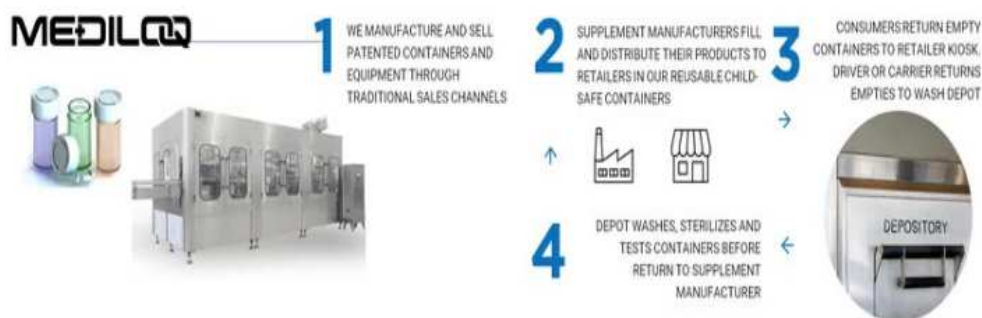 MEDILOQ
1
WE MANUFACTURE AND SELL
PATENTED CONTAINERS AND
EQUIPMENT THROUGH
TRADITIONAL SALES CHANNELS
2
SUPPLEMENT MANUFACTURERS FILL
AND DISTRIBUTE THEIR PRODUCTS TO
RETAILERS IN OUR REUSABLE CHILD-
SAFE CONTAINERS
3
CONSUMERS RETURN EMPTY
CONTAINERS TO RETAILER KIOSK.
DRIVER OR CARRIER RETURNS
EMPTIES TO WASH DEPOT
DEPOSITORY
4
DEPOT WASHES, STERILIZES AND
TESTS CONTAINERS BEFORE
RETURN TO SUPPLEMENT
MANUFACTURER